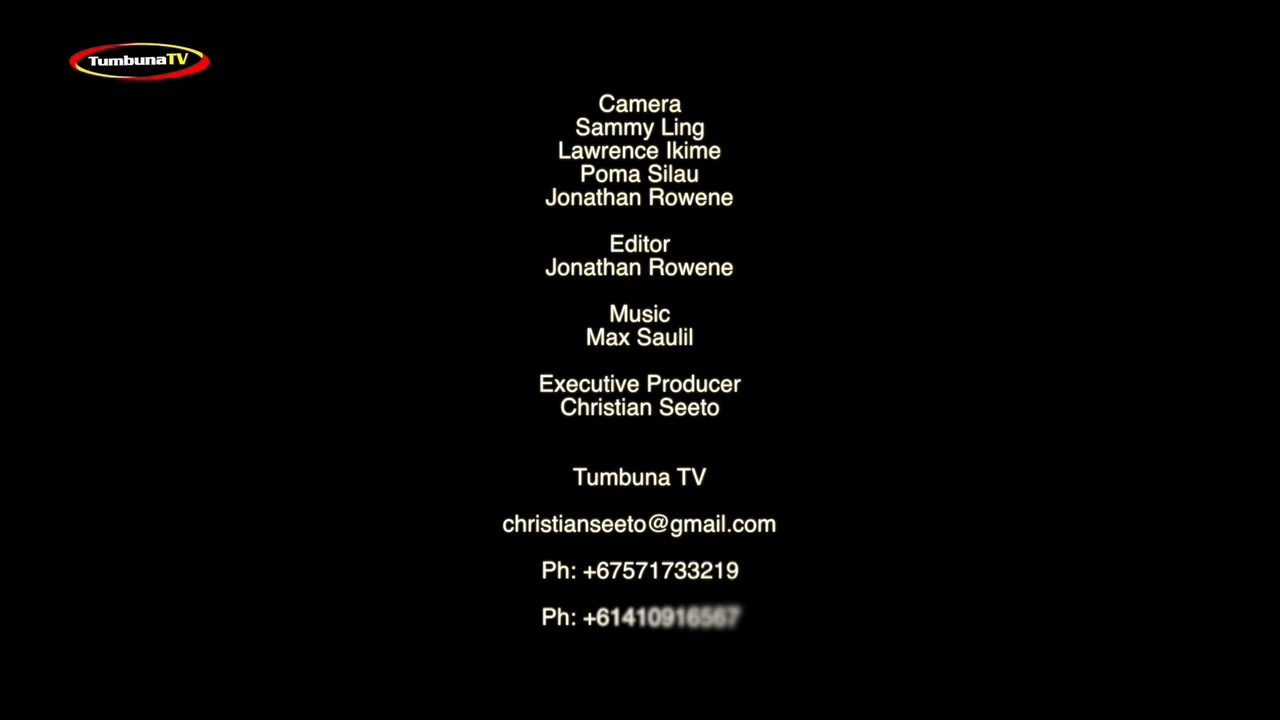 TumbunaTV
Camera
Sammy Ling
Lawrence Ikime
Poma Silau
Jonathan Rowene
Editor
Jonathan Rowene
Music
Max Saulil
Executive Producer
Christian Seeto
Tumbuna TV
christianseeto@gmail.com
Ph: +67571733219
Ph: +61410916567